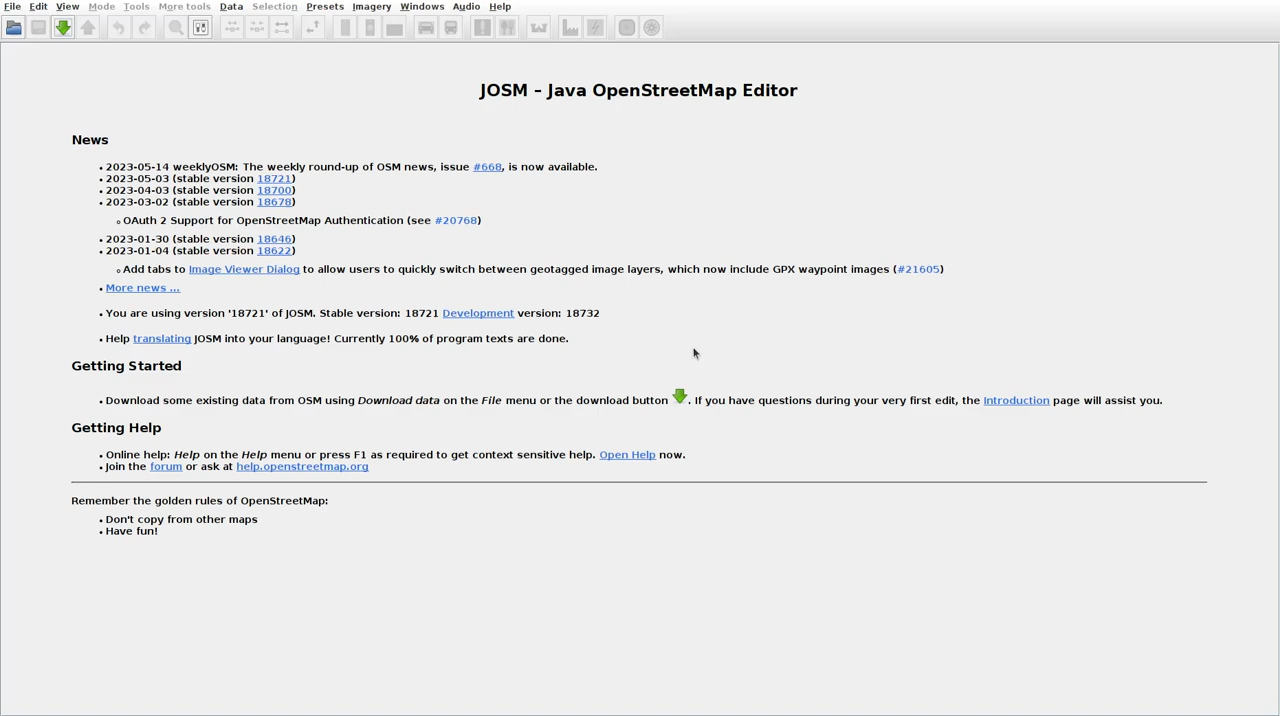 File Edit View Mode Tools More tools Data Selection Presets Imagery Windows Audio Help
JOSM – Java OpenStreetMap Editor
News
2023-05-14 weeklyOSM: The weekly round-up of OSM news, issue #668, is now available.
2023-05-03 (stable version 18721)
2023-04-03 (stable version 18700)
2023-03-02 (stable version 18678)
OAuth 2 Support for OpenStreetMap Authentication (see #20768)
2023-01-30 (stable version 18646)
2023-01-04 (stable version 18622)
Add tabs to Image Viewer Dialog to allow users to quickly switch between geotagged image layers, which now include GPX waypoint images (#21605)
More news ...
You are using version '18721' of JOSM. Stable version: 18721 Development version: 18732
Help translating JOSM into your language! Currently 100% of program texts are done.
Getting Started
Download some existing data from OSM using Download data on the File menu or the download button . If you have questions during your very first edit, the Introduction page will assist you.
Getting Help
Online help: Help on the Help menu or press F1 as required to get context sensitive help. Open Help now.
Join the forum or ask at help.openstreetmap.org
Remember the golden rules of OpenStreetMap:
Don't copy from other maps
Have fun!